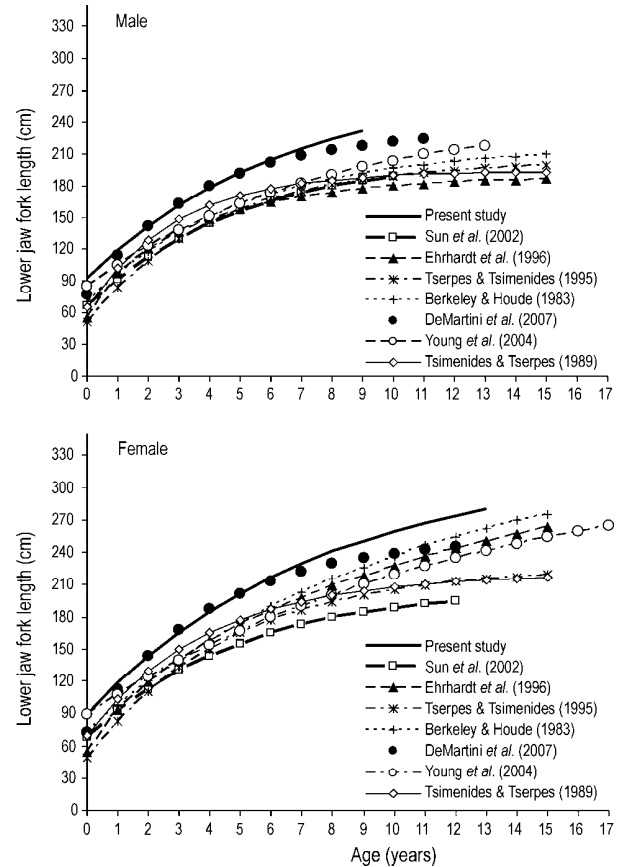 Male
Lower jaw fork length (cm)
330
300
270
240
210
180
150
120
90
60
30
0
Present study
Sun et al. (2002)
Ehrhardt et al. (1996)
Tserpes & Tsimenides (1995)
Berkeley & Houde (1983)
DeMartini et al. (2007)
Young et al. (2004)
Tsimenides & Tserpes (1989)
0 1 2 3 4 5 6 7 8 9 10 11 12 13 14 15 16 17
Female
Lower jaw fork length (cm)
330
300
270
240
210
180
150
120
90
60
30
0
Present study
Sun et al. (2002)
Ehrhardt et al. (1996)
Tserpes & Tsimenides (1995)
Berkeley & Houde (1983)
DeMartini et al. (2007)
Young et al. (2004)
Tsimenides & Tserpes (1989)
0 1 2 3 4 5 6 7 8 9 10 11 12 13 14 15 16 17
Age (years)